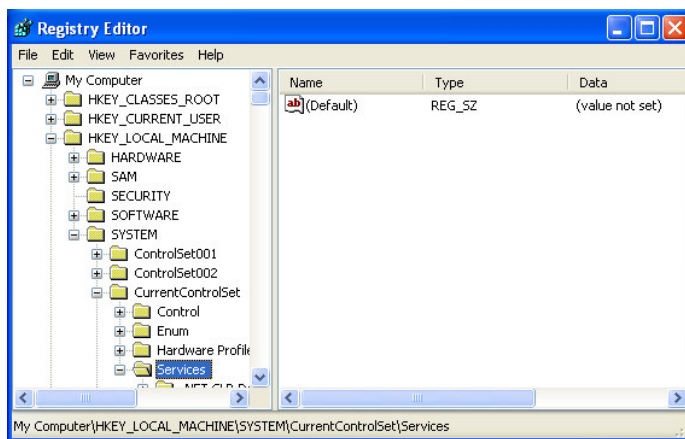 Registry Editor
File Edit View Favorites Help
My Computer
HKEY_CLASSES_ROOT
HKEY_CURRENT_USER
HKEY_LOCAL_MACHINE
HARDWARE
SAM
SECURITY
SOFTWARE
SYSTEM
ControlSet001
ControlSet002
CurrentControlSet
Control
Enum
Hardware Profile
Services
Name Type Data
ab (Default) REG_SZ (value not set)
My Computer\HKEY_LOCAL_MACHINE\SYSTEM\CurrentControlSet\Services